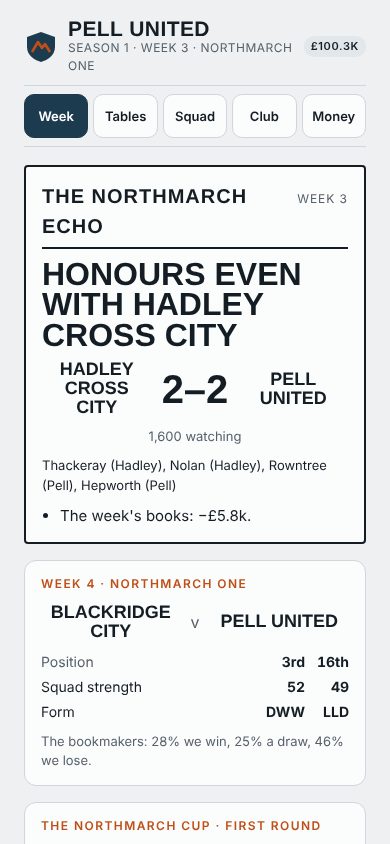 PELL UNITED
SEASON 1 · WEEK 3 · NORTHMARCH
ONE
£100.3K
Week Tables Squad Club Money
THE NORTHMARCH
ECHO
WEEK 3
HONOURS EVEN
WITH HADLEY
CROSS CITY
HADLEY
CROSS
CITY
2–2
PELL
UNITED
1,600 watching
Thackeray (Hadley), Nolan (Hadley), Rowntree
(Pell), Hepworth (Pell)
• The week's books: −£5.8k.
WEEK 4 · NORTHMARCH ONE
BLACKRIDGE
CITY
v
PELL UNITED
Position 3rd 16th
Squad strength 52 49
Form DWW LLD
The bookmakers: 28% we win, 25% a draw, 46%
we lose.
THE NORTHMARCH CUP · FIRST ROUND